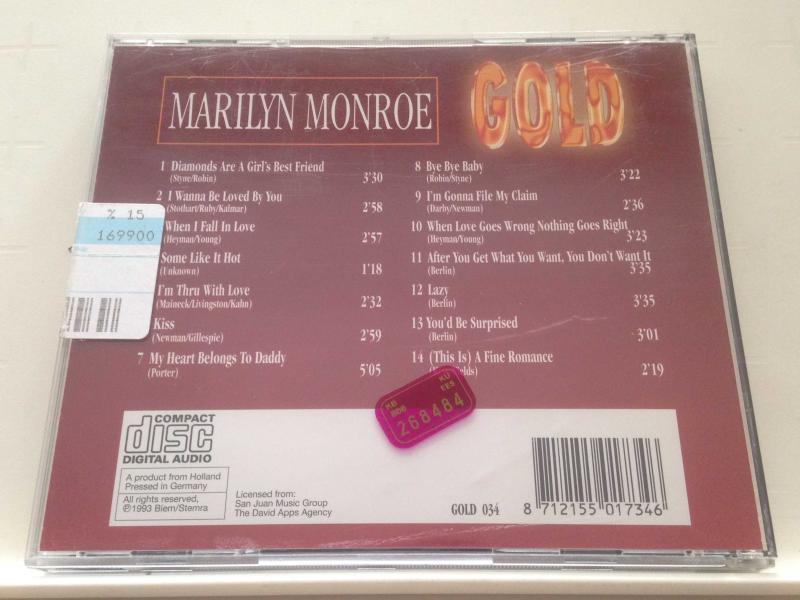 MARILYN MONROE
GOLD
1 Diamonds Are A Girl's Best Friend
(Styne/Robin) 3'30
2 I Wanna Be Loved By You
(Stothart/Ruby/Kalmar) 2'58
When I Fall In Love
(Heyman/Young) 2'57
Some Like It Hot
(Unknown) 1'18
I'm Thru With Love
(Maineck/Livingston/Kahn) 2'32
Kiss
(Newman/Gillespie) 2'59
7 My Heart Belongs To Daddy
(Porter) 5'05
8 Bye Bye Baby
(Robin/Styne) 3'22
9 I'm Gonna File My Claim
(Darby/Newman) 2'36
10 When Love Goes Wrong Nothing Goes Right
(Heyman/Young) 3'23
11 After You Get What You Want, You Don't Want It
(Berlin) 3'35
12 Lazy
(Berlin) 3'35
13 You'd Be Surprised
(Berlin) 3'01
14 (This Is) A Fine Romance
2'19
% 15
169900
KB KU
BO6 EES
268484
COMPACT
disc
DIGITAL AUDIO
A product from Holland
Pressed in Germany
All rights reserved,
℗1993 Biem/Stemra
Licensed from:
San Juan Music Group
The David Apps Agency
GOLD 034
8 712155 017346